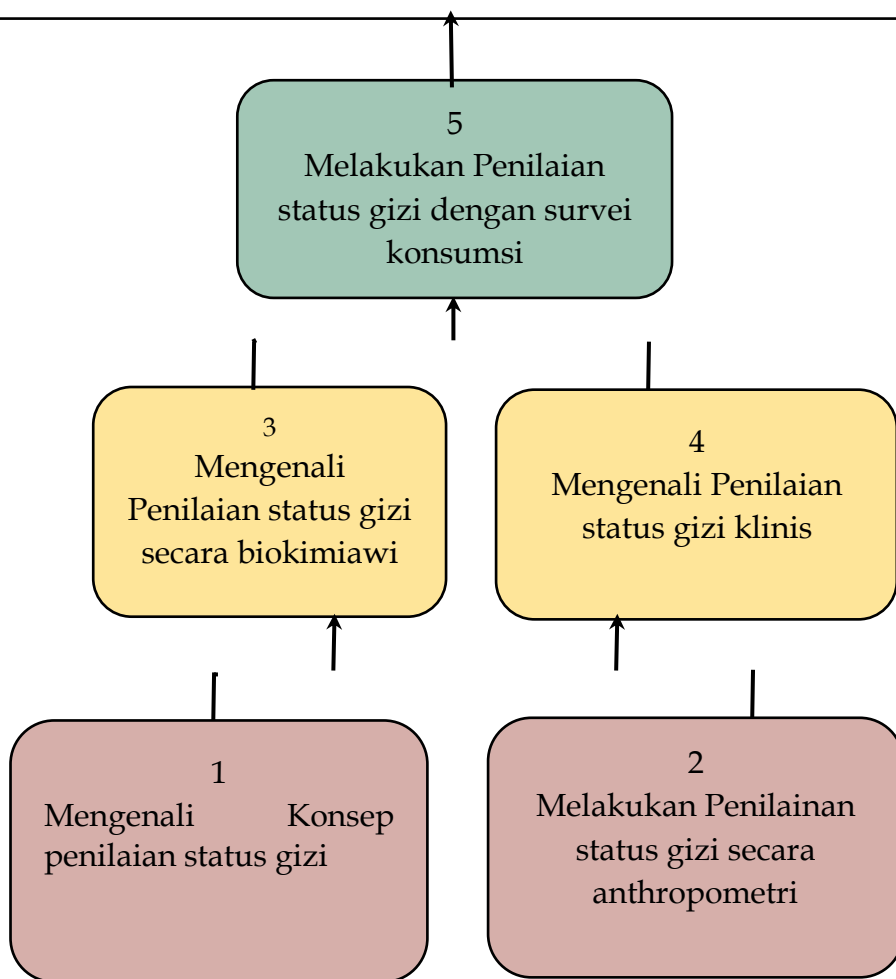 5
Melakukan Penilaian
status gizi dengan survei
konsumsi
3
Mengenali
Penilaian status gizi
secara biokimiawi
4
Mengenali Penilaian
status gizi klinis
1
Mengenali Konsep
penilaian status gizi
2
Melakukan Penilainan
status gizi secara
anthropometri